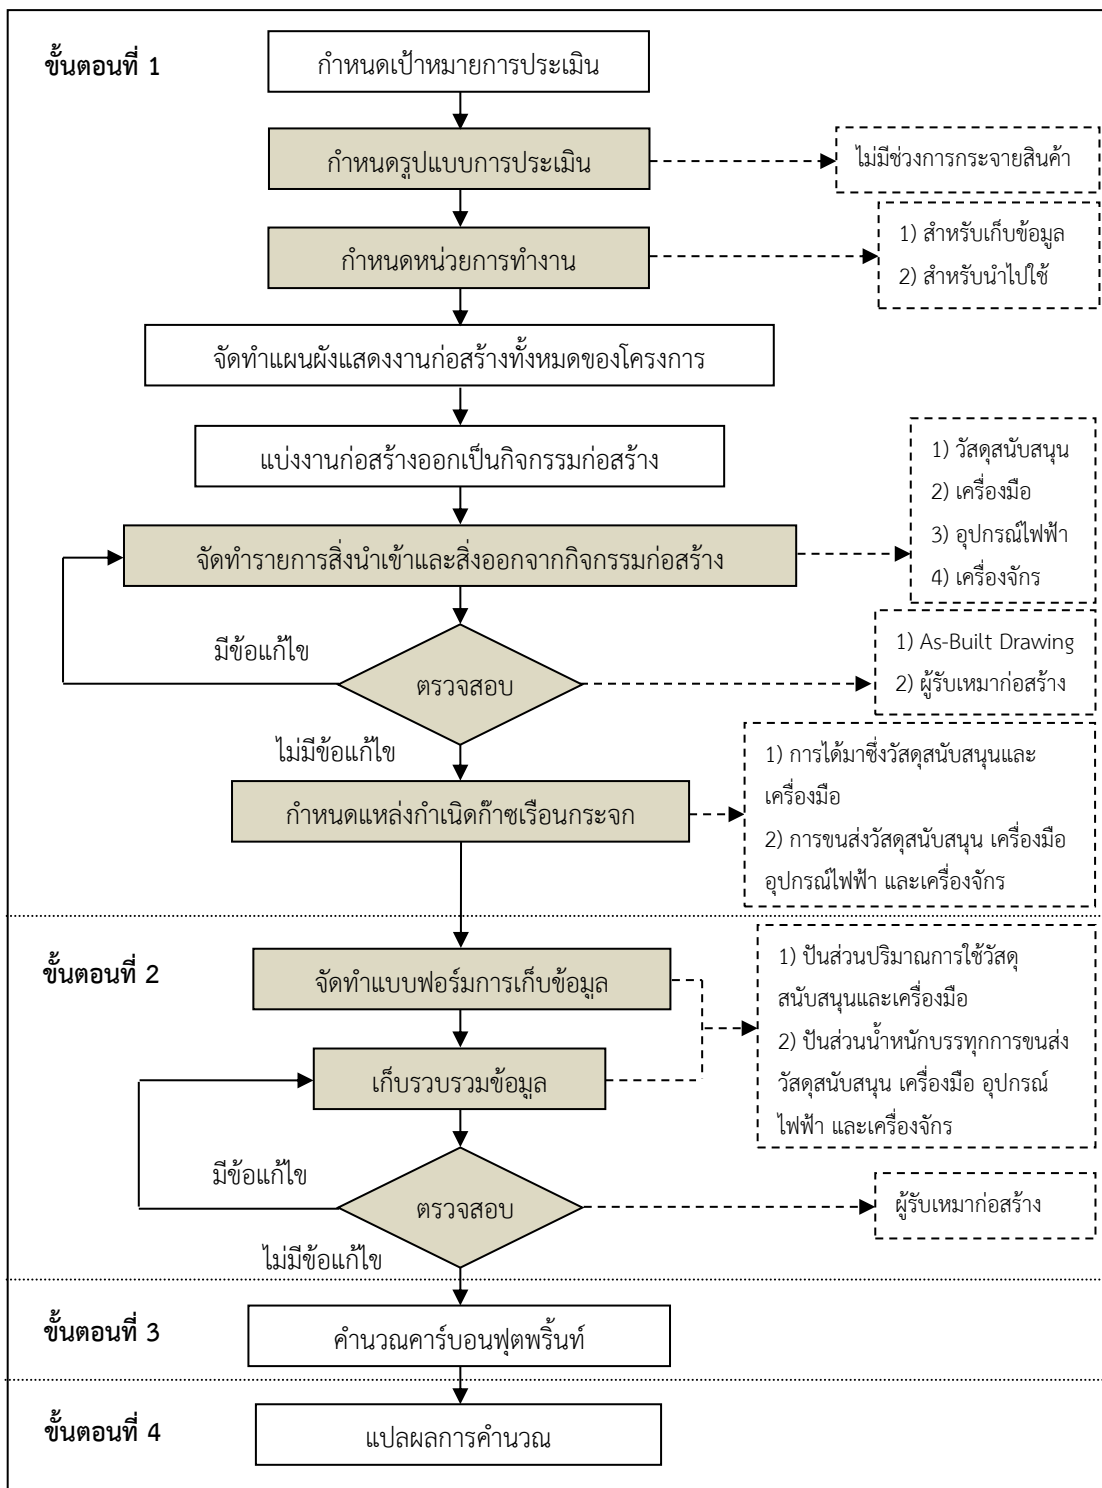 ขั้นตอนที่ 1
กำหนดเป้าหมายการประเมิน
กำหนดรูปแบบการประเมิน
ไม่มีช่วงการกระจายสินค้า
กำหนดหน่วยการทำงาน
1) สำหรับเก็บข้อมูล
2) สำหรับนำไปใช้
จัดทำแผนผังแสดงงานก่อสร้างทั้งหมดของโครงการ
แบ่งงานก่อสร้างออกเป็นกิจกรรมก่อสร้าง
จัดทำรายการสิ่งนำเข้าและสิ่งออกจากกิจกรรมก่อสร้าง
1) วัสดุสนับสนุน
2) เครื่องมือ
3) อุปกรณ์ไฟฟ้า
4) เครื่องจักร
มีข้อแก้ไข
ตรวจสอบ
1) As-Built Drawing
2) ผู้รับเหมาก่อสร้าง
ไม่มีข้อแก้ไข
กำหนดแหล่งกำเนิดก๊าซเรือนกระจก
1) การได้มาซึ่งวัสดุสนับสนุนและ
เครื่องมือ
2) การขนส่งวัสดุสนับสนุน เครื่องมือ
อุปกรณ์ไฟฟ้า และเครื่องจักร
ขั้นตอนที่ 2
จัดทำแบบฟอร์มการเก็บข้อมูล
เก็บรวบรวมข้อมูล
1) ปันส่วนปริมาณการใช้วัสดุ
สนับสนุนและเครื่องมือ
2) ปันส่วนน้ำหนักบรรทุกการขนส่ง
วัสดุสนับสนุน เครื่องมือ อุปกรณ์
ไฟฟ้า และเครื่องจักร
มีข้อแก้ไข
ตรวจสอบ
ผู้รับเหมาก่อสร้าง
ไม่มีข้อแก้ไข
ขั้นตอนที่ 3
คำนวณคาร์บอนฟุตพริ้นท์
ขั้นตอนที่ 4
แปลผลการคำนวณ